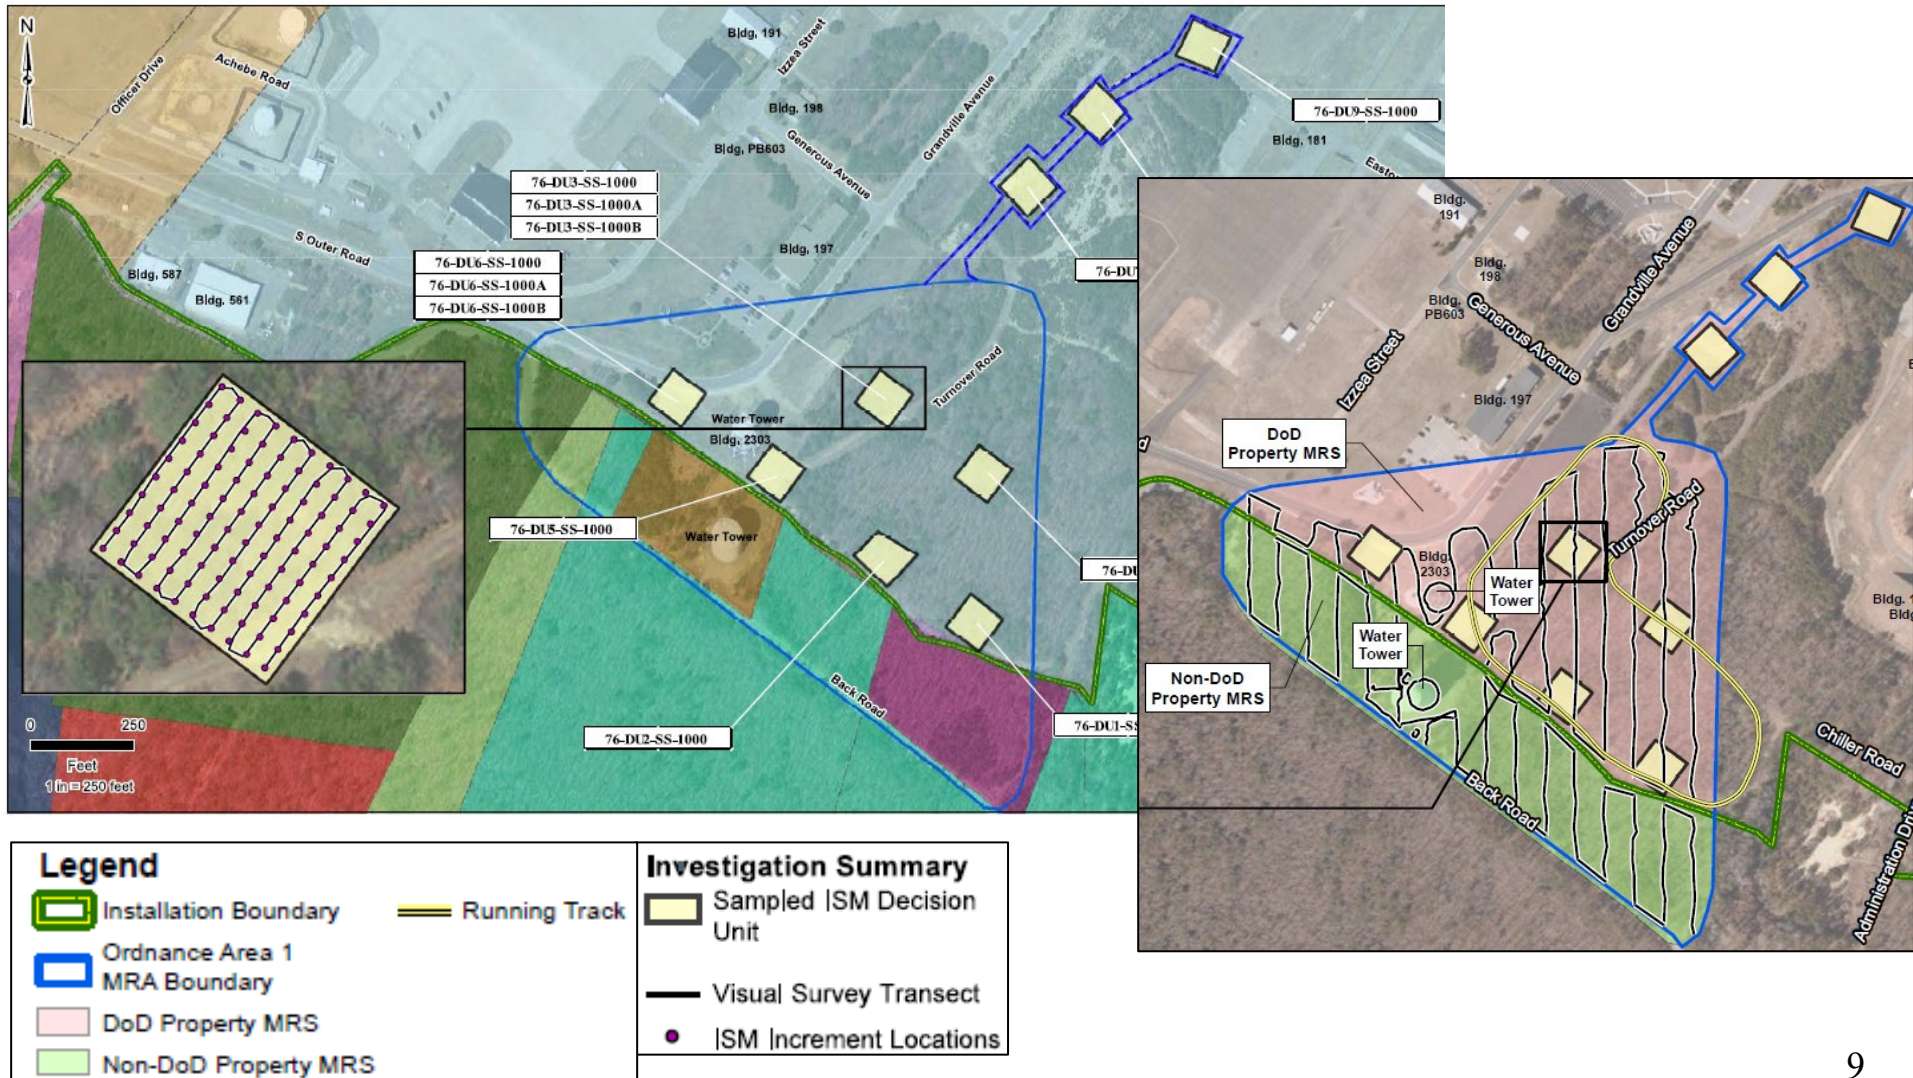 N
Officer Drive
Achebe Road
Bldg, 191
Izzea Street
Bldg, 198
Bldg, PB603
Generous Avenue
Grandville Avenue
76-DU9-SS-1000
Bldg, 181
76-DU3-SS-1000
76-DU3-SS-1000A
76-DU3-SS-1000B
S Outer Road
Bldg, 197
76-DU6-SS-1000
76-DU6-SS-1000A
76-DU6-SS-1000B
Bldg, 587
Bldg, 561
Turnover Road
Water Tower
Bldg, 2303
76-DU5-SS-1000
Water Tower
Back Road
76-DU2-SS-1000
76-DU1-SS
0 250
Feet
1 in = 250 feet
Bldg.
191
Bldg.
198
Bldg.
PB603
Generous Avenue
Grandville Avenue
Izzea Street
Bldg. 197
DoD
Property MRS
Turnover Road
Bldg.
2303
Water
Tower
Water
Tower
Non-DoD
Property MRS
Back Road
Chiller Road
Legend
Installation Boundary
Running Track
Ordnance Area 1
MRA Boundary
DoD Property MRS
Non-DoD Property MRS
Investigation Summary
Sampled ISM Decision
Unit
Visual Survey Transect
ISM Increment Locations
9